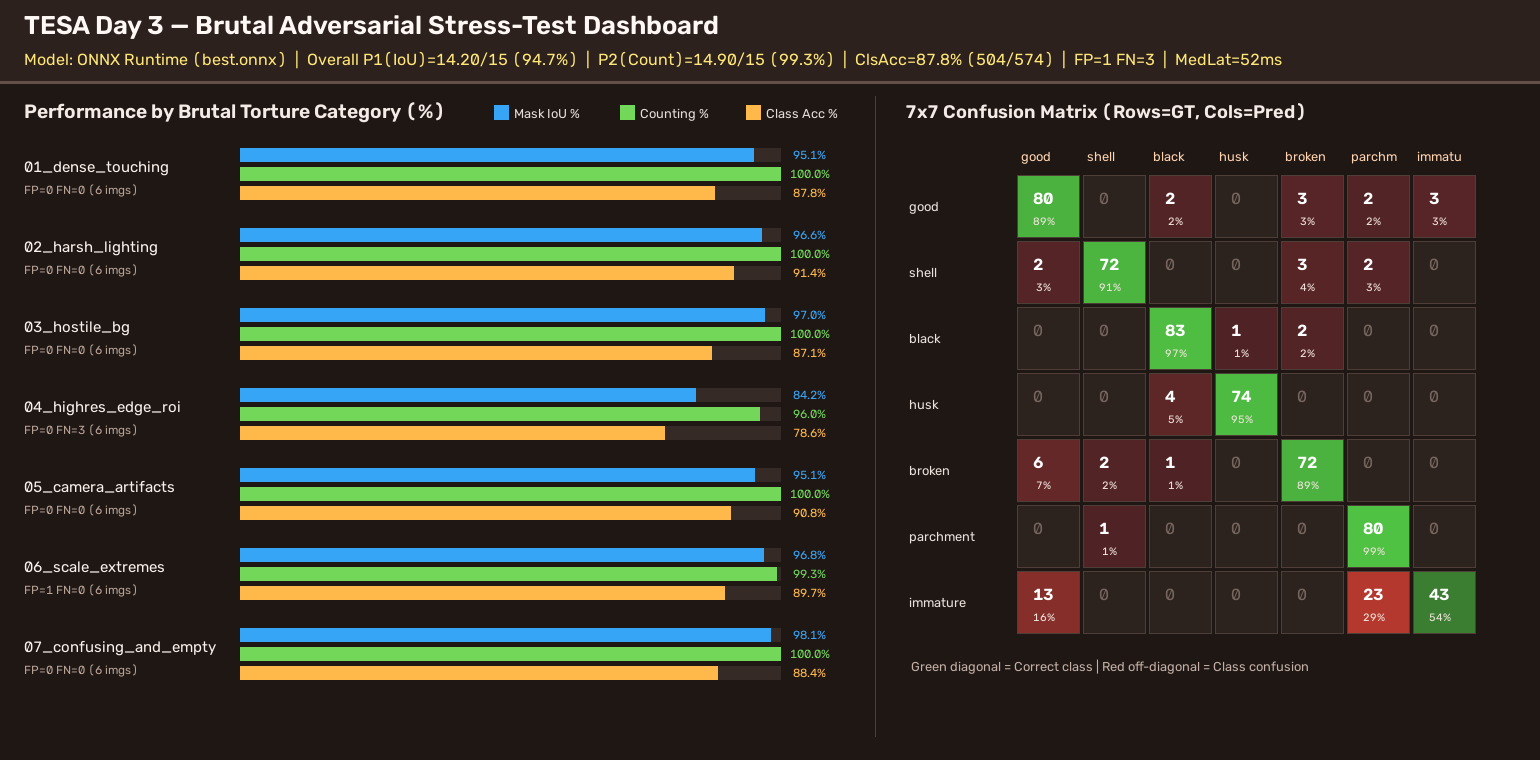 TESA Day 3 — Brutal Adversarial Stress-Test Dashboard
Model: ONNX Runtime (best.onnx) | Overall P1(IoU)=14.20/15 (94.7%) | P2(Count)=14.90/15 (99.3%) | ClsAcc=87.8% (504/574) | FP=1 FN=3 | MedLat=52ms
Performance by Brutal Torture Category (%)
Mask IoU %
Counting %
Class Acc %
01_dense_touching
FP=0 FN=0 (6 imgs)
95.1%
100.0%
87.8%
02_harsh_lighting
FP=0 FN=0 (6 imgs)
96.6%
100.0%
91.4%
03_hostile_bg
FP=0 FN=0 (6 imgs)
97.0%
100.0%
87.1%
04_highres_edge_roi
FP=0 FN=3 (6 imgs)
84.2%
96.0%
78.6%
05_camera_artifacts
FP=0 FN=0 (6 imgs)
95.1%
100.0%
90.8%
06_scale_extremes
FP=1 FN=0 (6 imgs)
96.8%
99.3%
89.7%
07_confusing_and_empty
FP=0 FN=0 (6 imgs)
98.1%
100.0%
88.4%
7x7 Confusion Matrix (Rows=GT, Cols=Pred)
good shell black husk broken parchm immatu
good 80 0 2 0 3 2 3
89% 2% 3% 2% 3%
shell 2 72 0 0 3 2 0
3% 91% 4% 3%
black 0 0 83 1 2 0 0
97% 1% 2%
husk 0 0 4 74 0 0 0
5% 95%
broken 6 2 1 0 72 0 0
7% 2% 1% 89%
parchment 0 1 0 0 0 80 0
1% 99%
immature 13 0 0 0 0 23 43
16% 29% 54%
Green diagonal = Correct class | Red off-diagonal = Class confusion